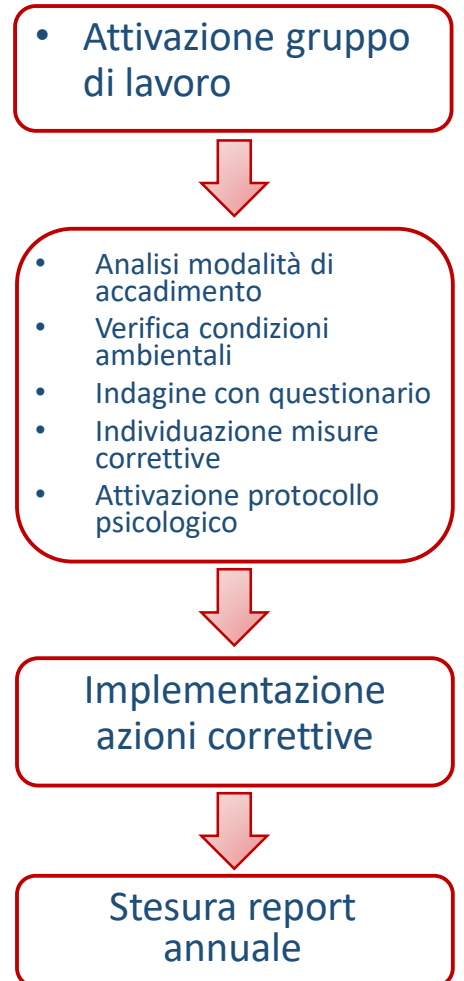 • Attivazione gruppo
di lavoro
• Analisi modalità di
accadimento
• Verifica condizioni
ambientali
• Indagine con questionario
• Individuazione misure
correttive
• Attivazione protocollo
psicologico
Implementazione
azioni correttive
Stesura report
annuale